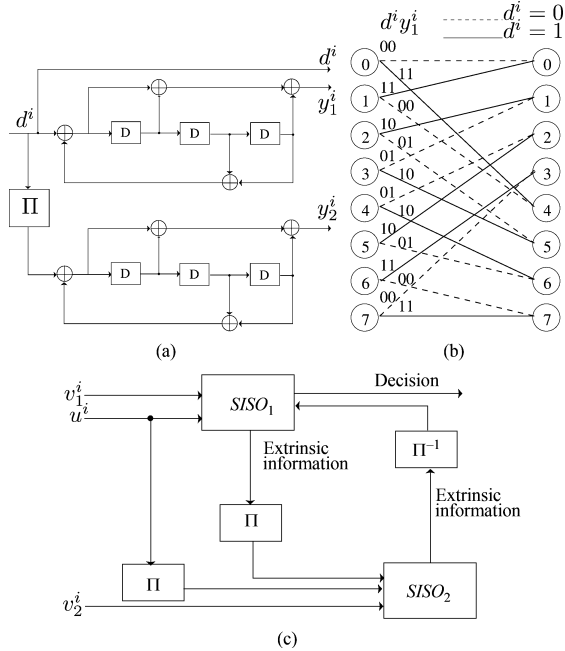 d^i y_1^i
d^i = 0
d^i = 1
d^i
y_1^i
d^i
D D D
Π
y_2^i
D D D
(a)
00
0 0
11
11
1 1
00
10
2 2
01
01
3 3
10
01
4 4
10
10
5 5
01
11
6 6
00
00
7 7
11
(b)
v_1^i
u^i
SISO_1
Decision
Extrinsic
information
Π^{-1}
Π
Extrinsic
information
Π
SISO_2
v_2^i
(c)